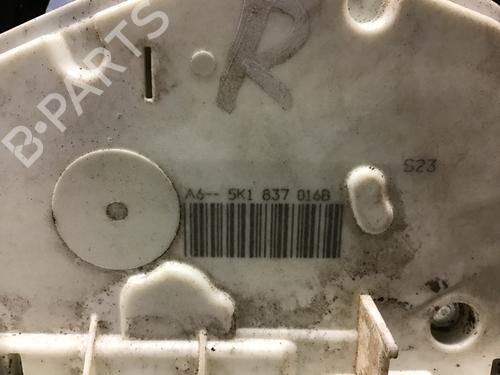 R
B-PARTS
S23
A6-- 5K1 837 016B